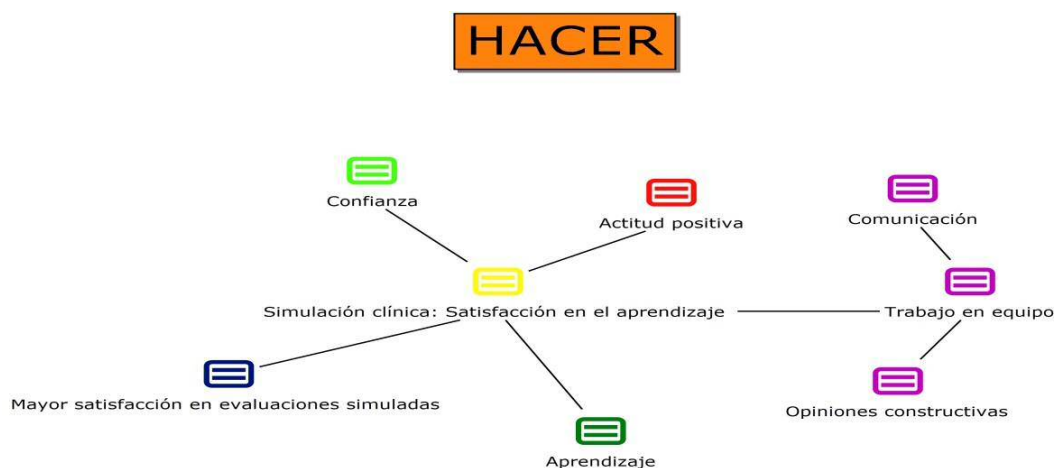 HACER
Confianza
Actitud positiva
Comunicación
Simulación clínica: Satisfacción en el aprendizaje
Trabajo en equipo
Mayor satisfacción en evaluaciones simuladas
Opiniones constructivas
Aprendizaje